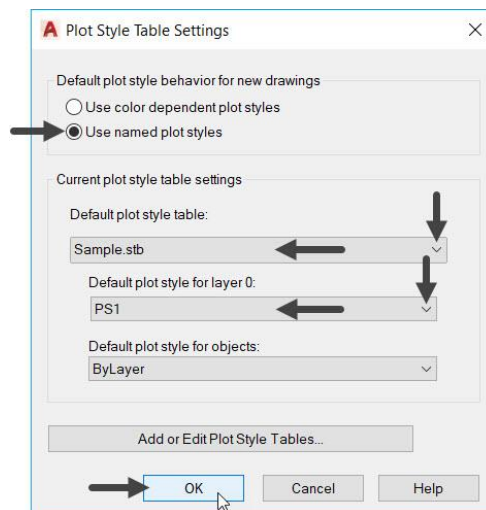 A Plot Style Table Settings
Default plot style behavior for new drawings
Use color dependent plot styles
Use named plot styles
Current plot style table settings
Default plot style table:
Sample.stb
Default plot style for layer 0:
PS1
Default plot style for objects:
ByLayer
Add or Edit Plot Style Tables...
OK Cancel Help